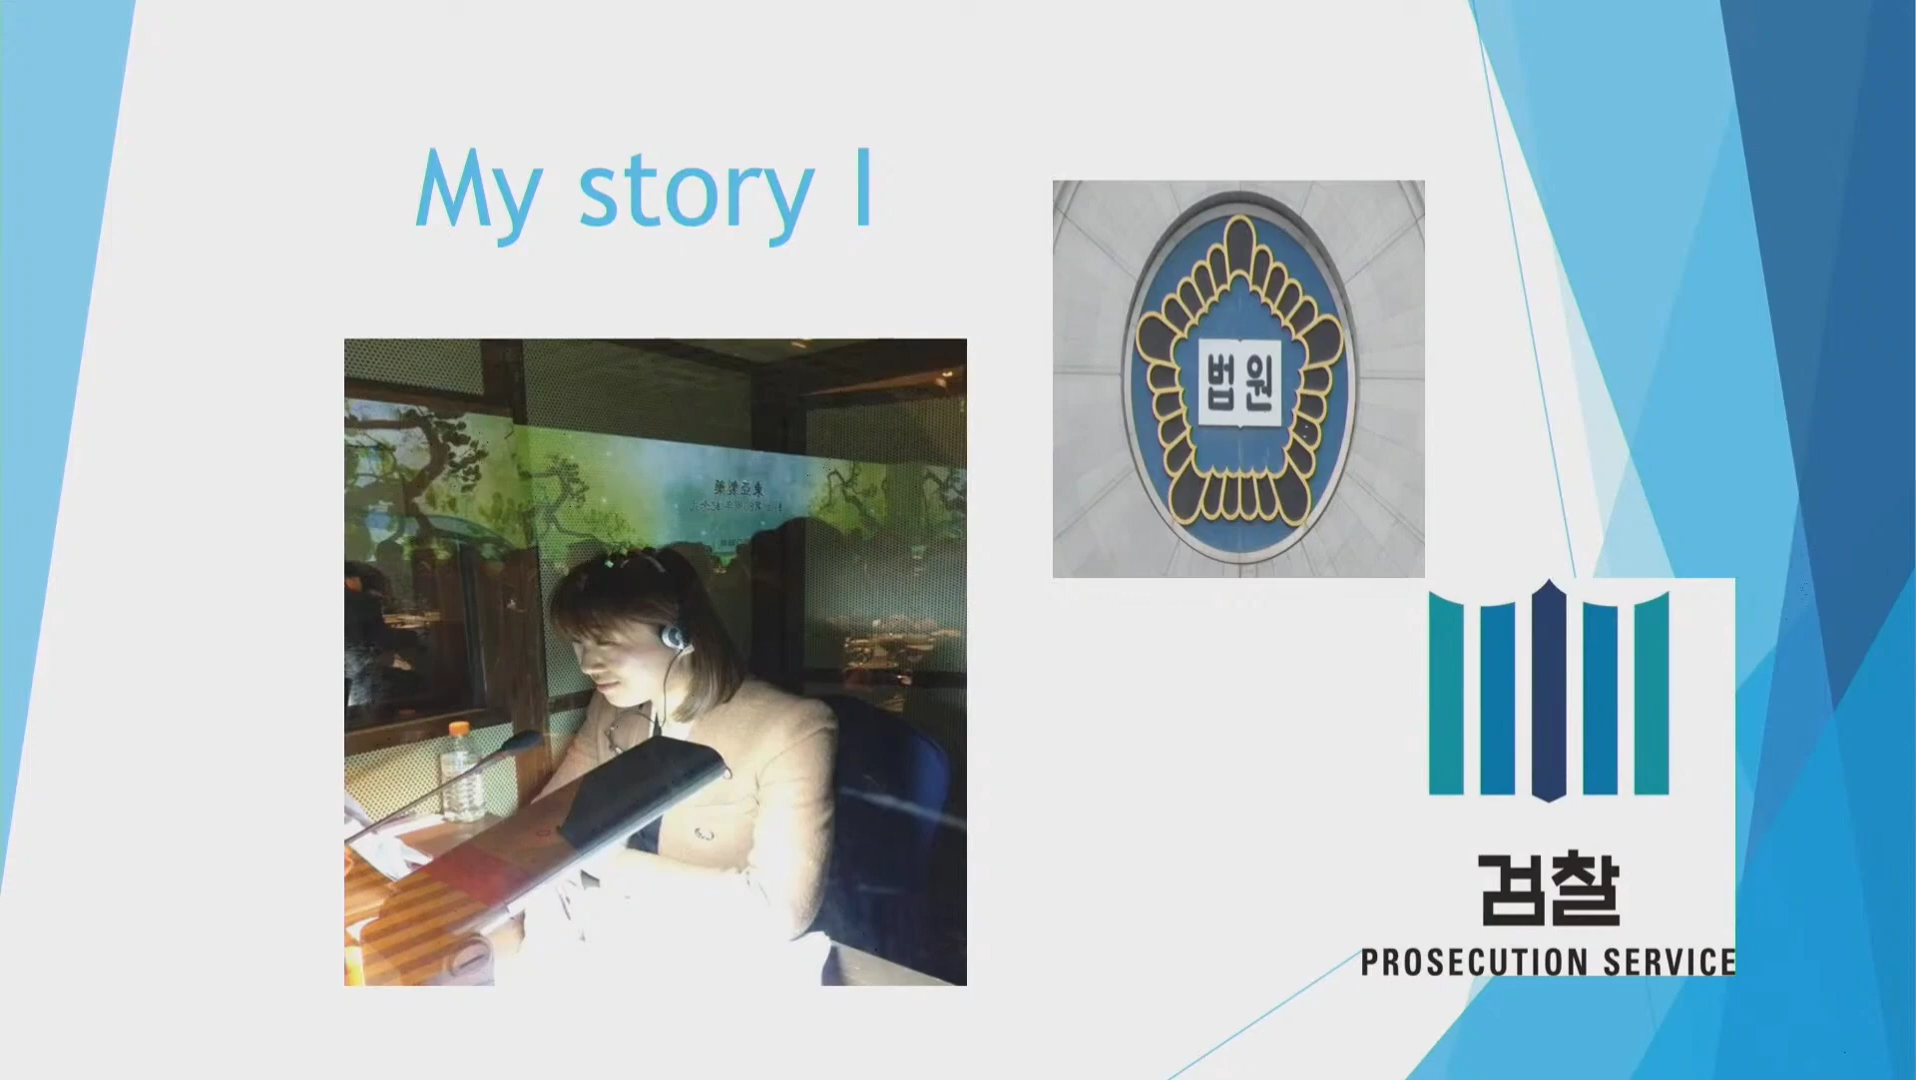 My story I
법원
검찰
PROSECUTION SERVICE